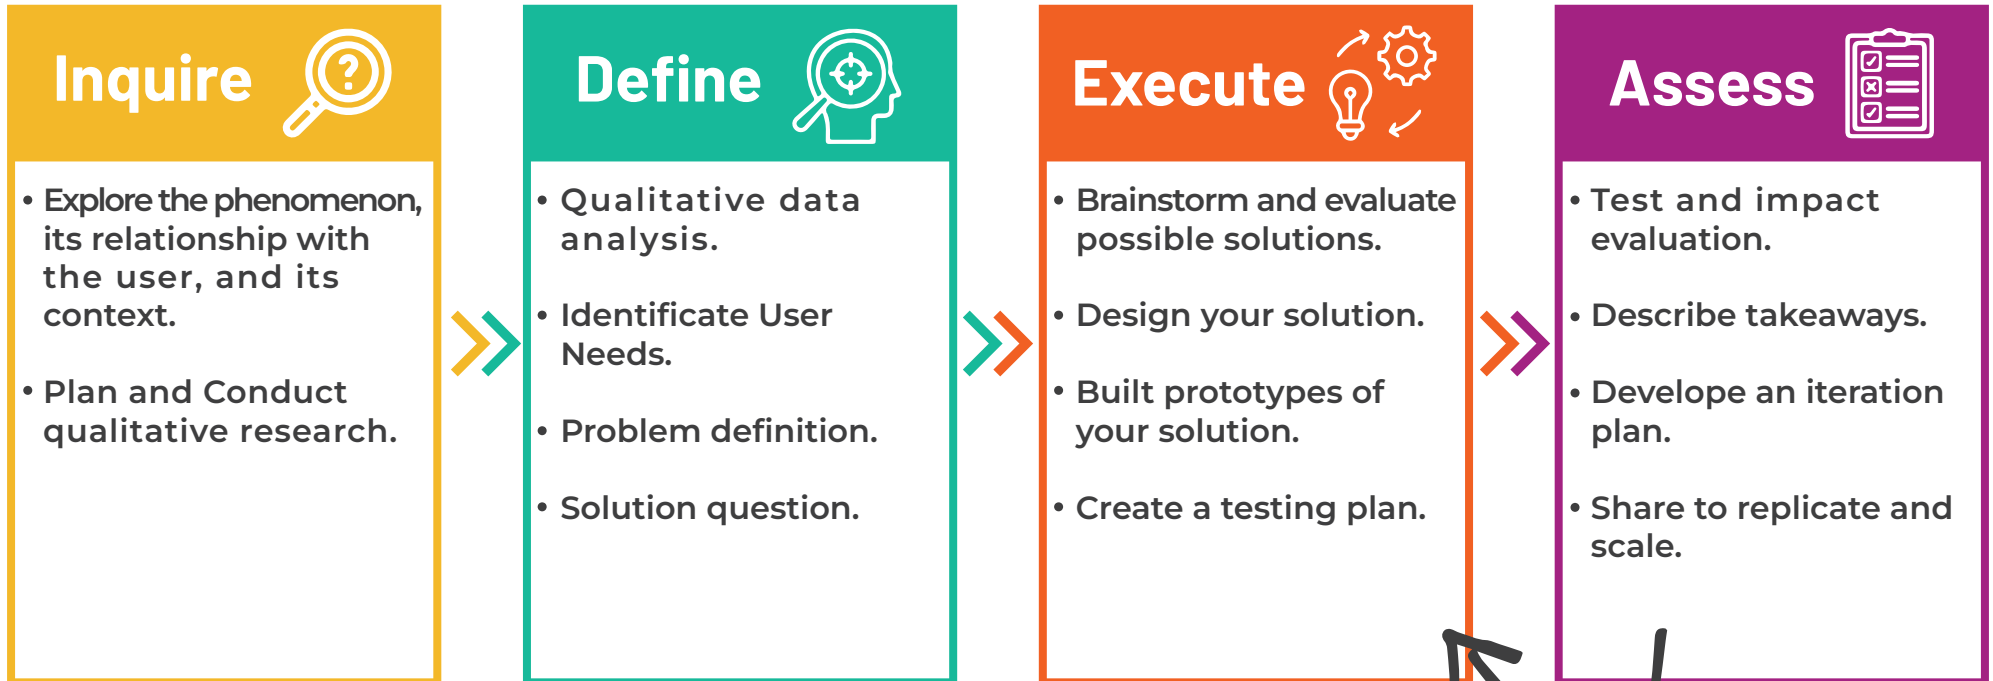 Inquire
• Explore the phenomenon,
its relationship with
the user, and its
context.
• Plan and Conduct
qualitative research.
Define
• Qualitative data
analysis.
• Identificate User
Needs.
• Problem definition.
• Solution question.
Execute
• Brainstorm and evaluate
possible solutions.
• Design your solution.
• Built prototypes of
your solution.
• Create a testing plan.
Assess
• Test and impact
evaluation.
• Describe takeaways.
• Develope an iteration
plan.
• Share to replicate and
scale.